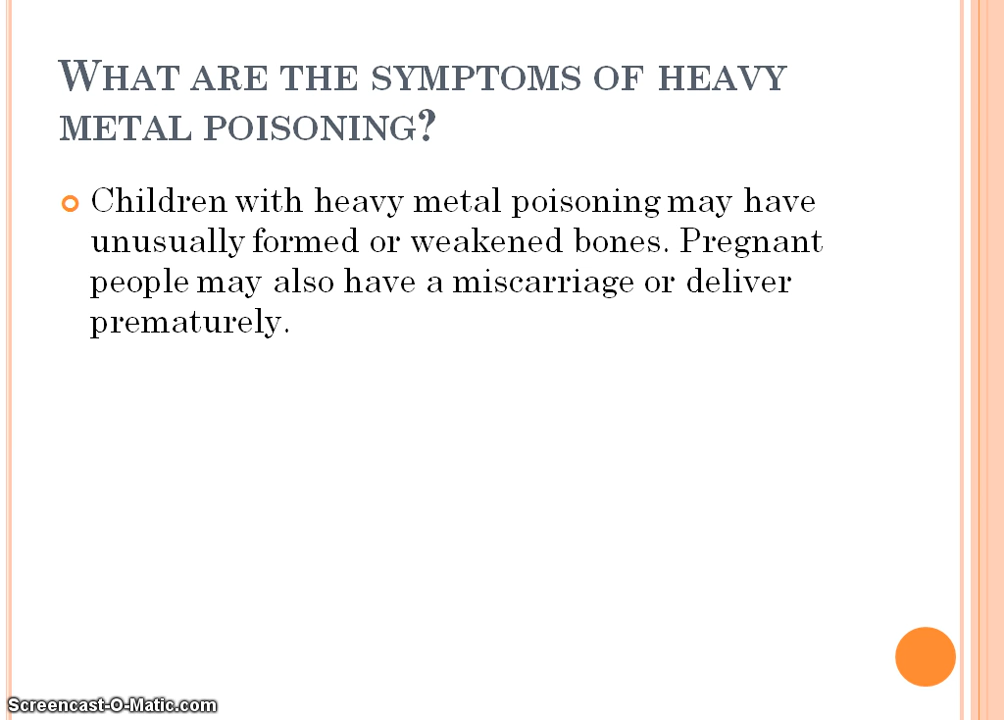 What are the symptoms of heavy
metal poisoning?
Children with heavy metal poisoning may have
unusually formed or weakened bones. Pregnant
people may also have a miscarriage or deliver
prematurely.
Screencast-O-Matic.com